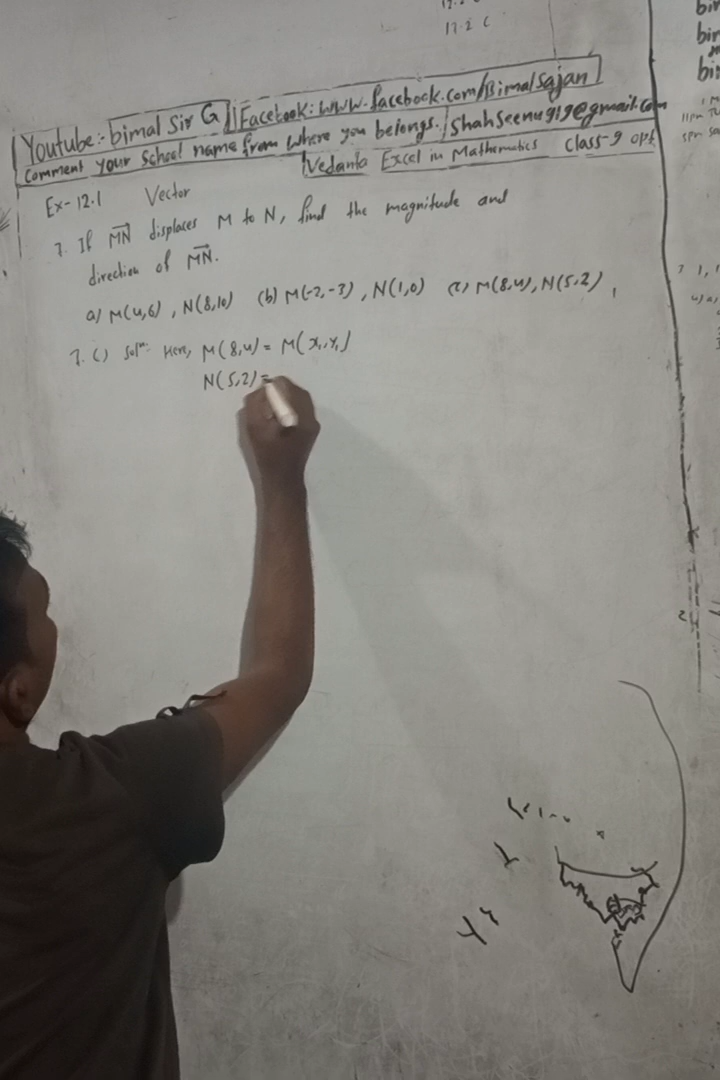 17.2 C
Youtube:- bimal Sir G || Facebook: www.facebook.com/Bimalsajan
Comment your School name from where you belongs. | Shahseenu919@gmail.com
Vedanta Excel in Mathematics class-9 opt
Ex-12.1 Vector
7. If MN displaces M to N, find the magnitude and
direction of MN.
a) M(4,6), N(8,10) (b) M(-2,-3), N(1,0) (c) M(8,4), N(5,2)
7. c) Solⁿ: Here, M(8,4) = M(x₁,y₁)
N(5,2) =